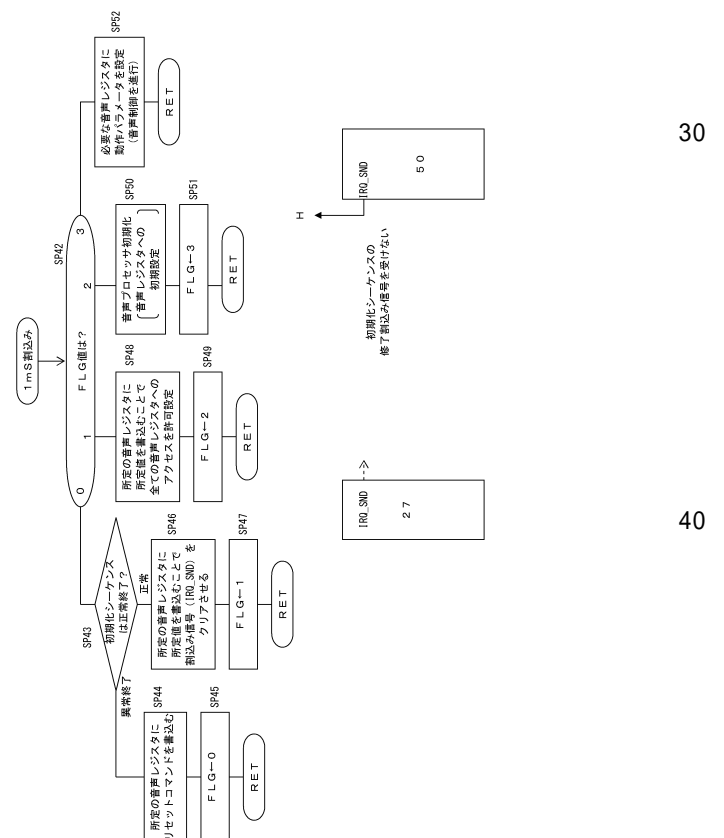 1mS割込み
SP42
FLG値は?
0
1
2
3
SP43
初期化シーケンス
は正常終了?
異常終了
正常
SP44
所定の音声レジスタに
リセットコマンドを書込む
SP45
FLG←0
RET
SP46
所定の音声レジスタに
所定値を書込むことで
割込み信号(IRQ_SND)を
クリアさせる
SP47
FLG←1
RET
SP48
所定の音声レジスタに
所定値を書込むことで
全ての音声レジスタへの
アクセスを許可設定
SP49
FLG←2
RET
SP50
音声プロセッサ初期化
音声レジスタへの
初期設定
SP51
FLG←3
RET
SP52
必要な音声レジスタに
動作パラメータを設定
(音声制御を進行)
RET
IRQ_SND
27
初期化シーケンスの
修了割込み信号を受けない
H
IRQ_SND
50
30
40